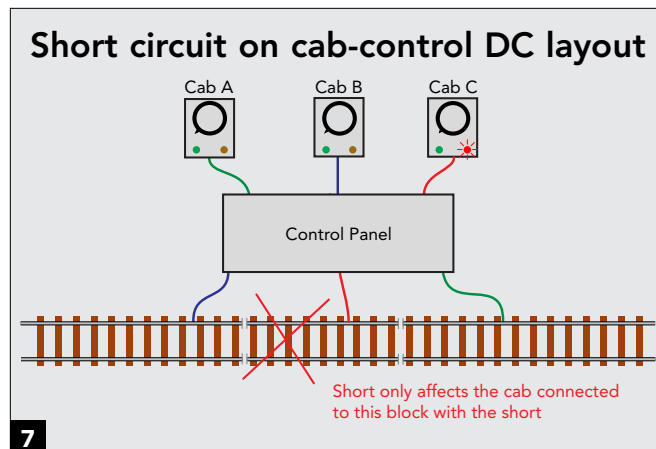 Short circuit on cab-control DC layout
Cab A
Cab B
Cab C
Control Panel
Short only affects the cab connected
to this block with the short
7